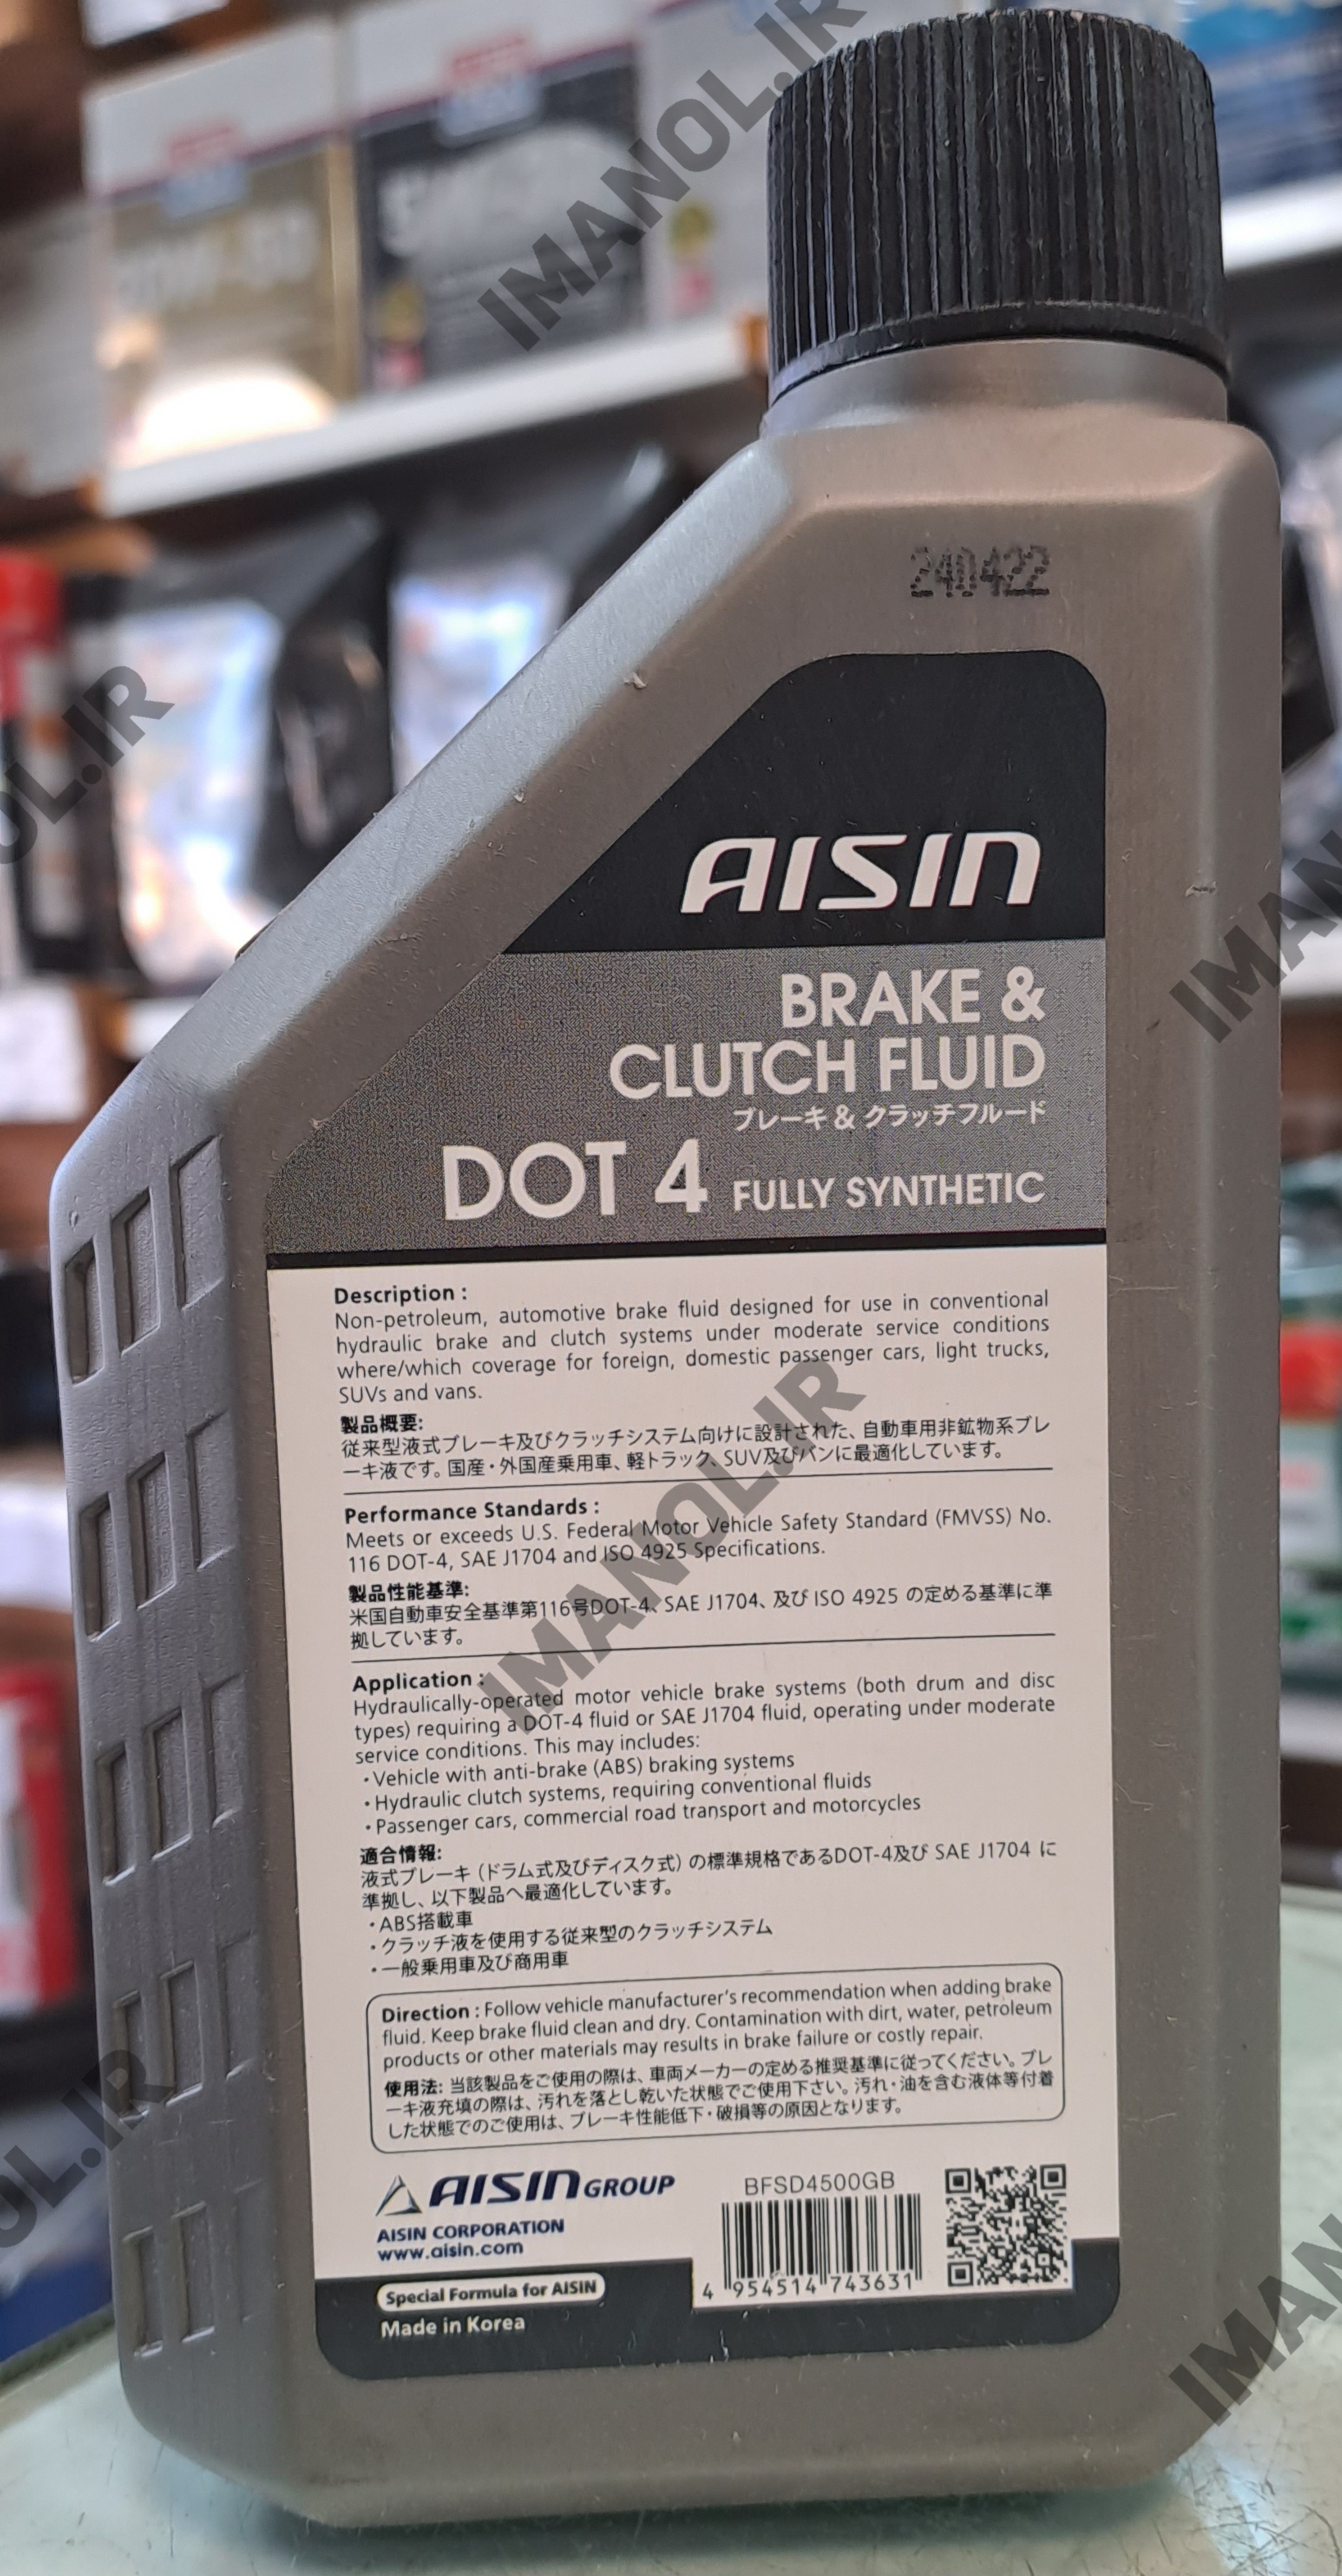 IMANOL.IR
240422
AISIN
BRAKE &
CLUTCH FLUID
ブレーキ & クラッチフルード
DOT 4 FULLY SYNTHETIC
Description :
Non-petroleum, automotive brake fluid designed for use in conventional
hydraulic brake and clutch systems under moderate service conditions
where/which coverage for foreign, domestic passenger cars, light trucks,
SUVs and vans.
製品概要:
従来型液式ブレーキ及びクラッチシステム向けに設計された、自動車用非鉱物系ブレ
ーキ液です。国産・外国産乗用車、軽トラック、SUV及びバンに最適化しています。
Performance Standards :
Meets or exceeds U.S. Federal Motor Vehicle Safety Standard (FMVSS) No.
116 DOT-4, SAE J1704 and ISO 4925 Specifications.
製品性能基準:
米国自動車安全基準第116号DOT-4、SAE J1704、及び ISO 4925 の定める基準に準
拠しています。
Application :
Hydraulically-operated motor vehicle brake systems (both drum and disc
types) requiring a DOT-4 fluid or SAE J1704 fluid, operating under moderate
service conditions. This may includes:
・Vehicle with anti-brake (ABS) braking systems
・Hydraulic clutch systems, requiring conventional fluids
・Passenger cars, commercial road transport and motorcycles
適合情報:
液式ブレーキ（ドラム式及びディスク式）の標準規格であるDOT-4及び SAE J1704 に
準拠し、以下製品へ最適化しています。
・ABS搭載車
・クラッチ液を使用する従来型のクラッチシステム
・一般乗用車及び商用車
Direction : Follow vehicle manufacturer's recommendation when adding brake
fluid. Keep brake fluid clean and dry. Contamination with dirt, water, petroleum
products or other materials may results in brake failure or costly repair.
使用法: 当該製品をご使用の際は、車両メーカーの定める推奨基準に従ってください。ブレ
ーキ液充填の際は、汚れを落とし乾いた状態でご使用下さい。汚れ・油を含む液体等付着
した状態でのご使用は、ブレーキ性能低下・破損等の原因となります。
AISIN GROUP
AISIN CORPORATION
www.aisin.com
BFSD4500GB
4 954514 743631
Special Formula for AISIN
Made in Korea
IMANOL.IR